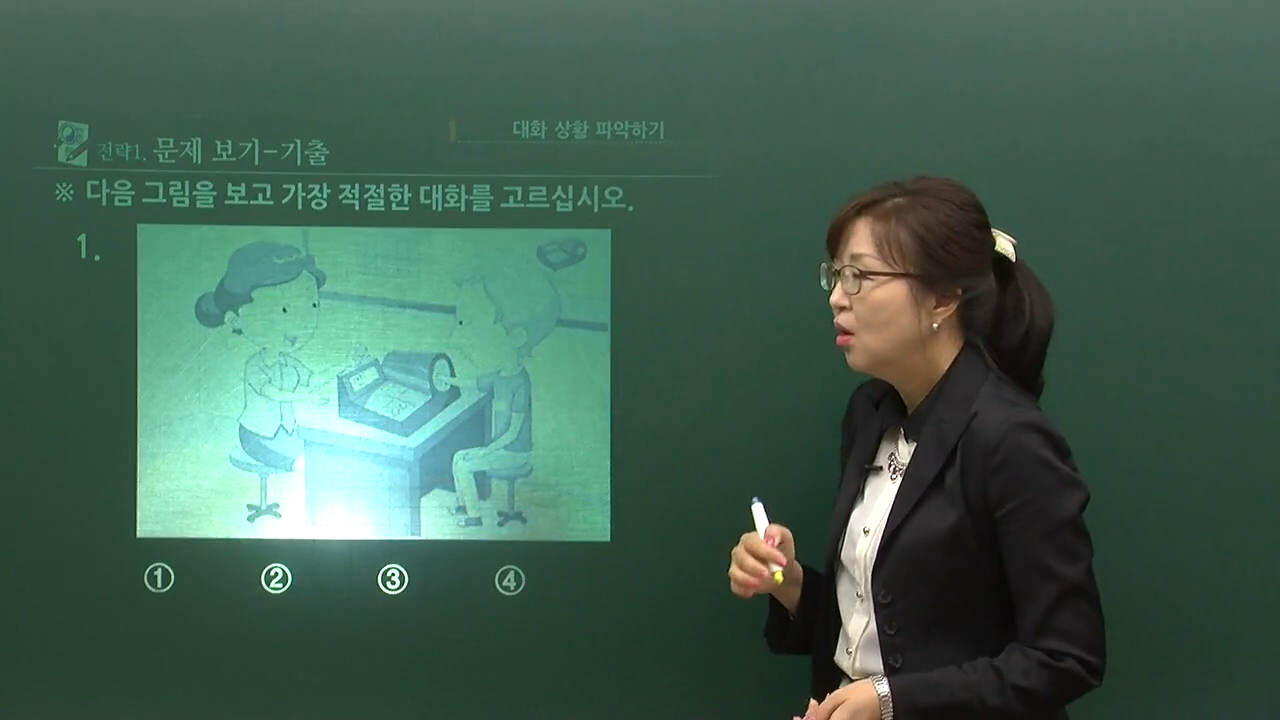 대화 상황 파악하기
전략1. 문제 보기-기출
※ 다음 그림을 보고 가장 적절한 대화를 고르십시오.
1.
① ② ③ ④